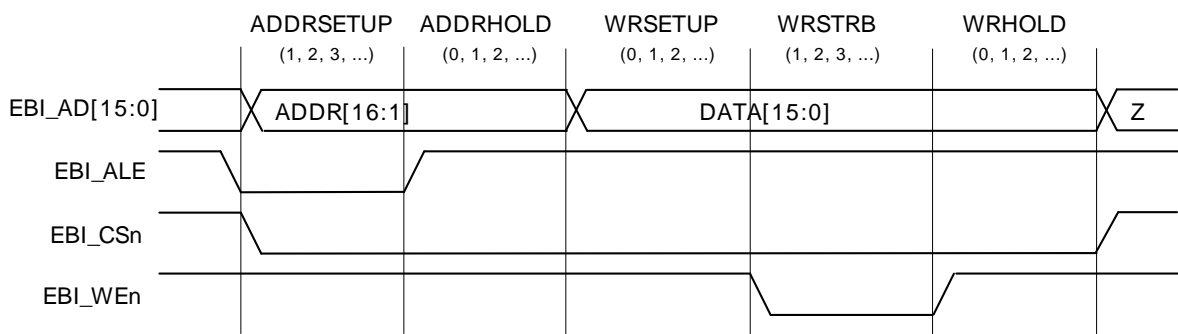 ADDRSETUP ADDRHOLD WRSETUP WRSTRB WRHOLD
(1, 2, 3, ...) (0, 1, 2, ...) (0, 1, 2, ...) (1, 2, 3, ...) (0, 1, 2, ...)
EBI_AD[15:0] ADDR[16:1] DATA[15:0] Z
EBI_ALE
EBI_CSn
EBI_WEn